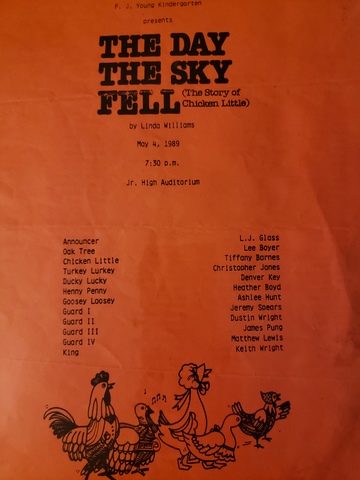 P. J. Young Kindergarten
presents
THE DAY
THE SKY
FELL (The Story of
Chicken Little)
by Linda Williams
May 4, 1989
7:30 p.m.
Jr. High Auditorium
Announcer L.J. Glass
Oak Tree Lee Boyer
Chicken Little Tiffany Barnes
Turkey Lurkey Christopher Jones
Ducky Lucky Denver Key
Henny Penny Heather Boyd
Goosey Loosey Ashlee Hunt
Guard I Jeremy Spears
Guard II Dustin Wright
Guard III James Pung
Guard IV Matthew Lewis
King Keith Wright